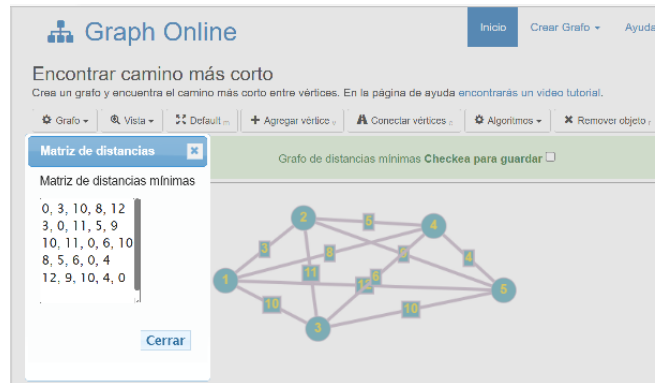 Graph Online
Inicio
Crear Grafo
Ayuda
Encontrar camino más corto
Crea un grafo y encuentra el camino más corto entre vértices. En la página de ayuda encontrarás un video tutorial.
Grafo
Vista
Default
Agregar vértice
Conectar vértices
Algoritmos
Remover objeto
Grafo de distancias mínimas Checkea para guardar
Matriz de distancias
Matriz de distancias mínimas
0, 3, 10, 8, 12
3, 0, 11, 5, 9
10, 11, 0, 6, 10
8, 5, 6, 0, 4
12, 9, 10, 4, 0
Cerrar
2
5
4
3
8
4
1
11
12
6
5
10
10
3